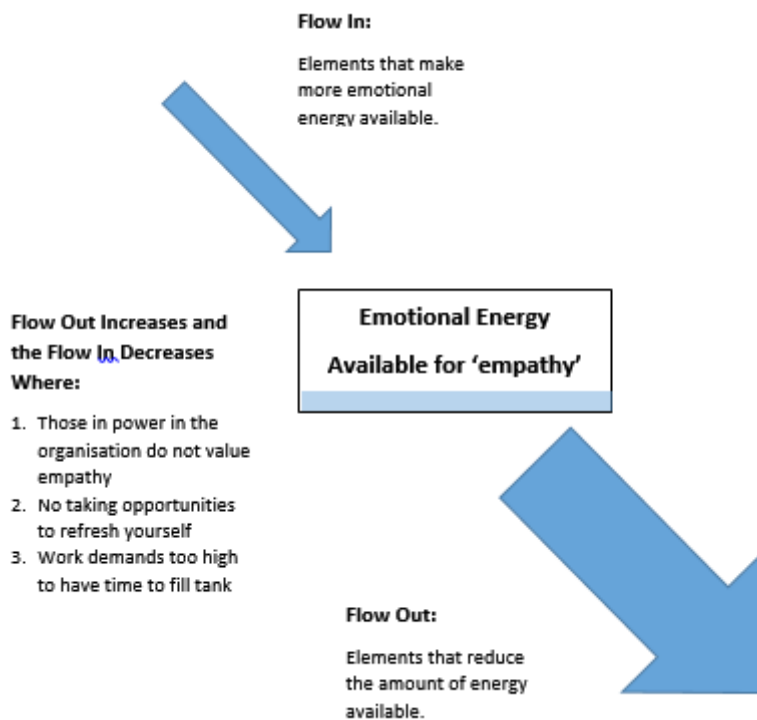 Flow In:
Elements that make
more emotional
energy available.
Emotional Energy
Available for ‘empathy’
Flow Out Increases and
the Flow In Decreases
Where:
1. Those in power in the
organisation do not value
empathy
2. No taking opportunities
to refresh yourself
3. Work demands too high
to have time to fill tank
Flow Out:
Elements that reduce
the amount of energy
available.